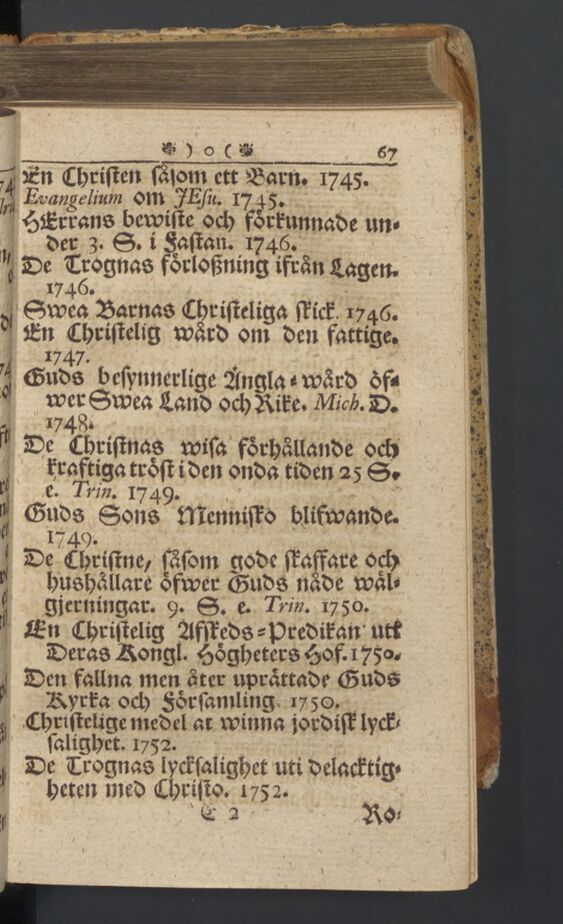 ) o ( 67
En Christen såsom ett Barn. 1745.
Evangelium om JEsu. 1745.
HErrans bewiste och förkunnade un-
der 3. S. i Fastan. 1746.
De Trognas förloßning ifrån Lagen.
1746.
Swea Barnas Christeliga skick. 1746.
En Christelig wård om den fattige.
1747.
Guds besynnerlige Ängla-wård öf-
wer Swea Land och Rike. Mich. D.
1748.
De Christnas wisa förhållande och
kraftiga tröst i den onda tiden 25 S.
e. Trin. 1749.
Guds Sons Mennisko blifwande.
1749.
De Christne, såsom gode skaffare och
hushållare öfwer Guds nåde wäl-
gjerningar. 9. S. e. Trin. 1750.
En Christelig Afskeds-Predikan uti
Deras Kongl. Högheters Hof. 1750.
Den fallna men åter uprättade Guds
Kyrka och Församling. 1750.
Christelige medel at winna jordisk lyck-
salighet. 1752.
De Trognas lycksalighet uti delacktig-
heten med Christo. 1752.
E 2 Ro-